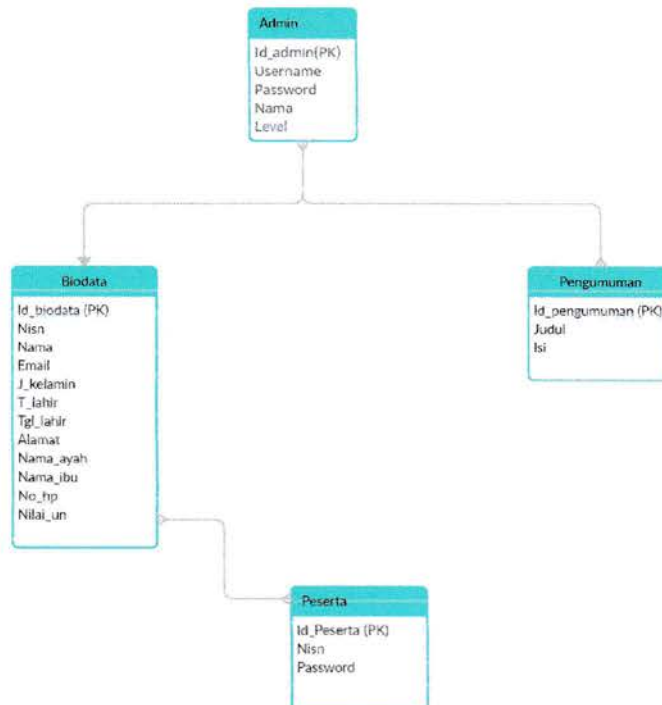 Admin
Id_admin(PK)
Username
Password
Nama
Level
Biodata
Id_biodata (PK)
Nisn
Nama
Email
J_kelamin
T_lahir
Tgl_lahir
Alamat
Nama_ayah
Nama_ibu
No_hp
Nilai_un
Pengumuman
Id_pengumuman (PK)
Judul
Isi
Peserta
Id_Peserta (PK)
Nisn
Password